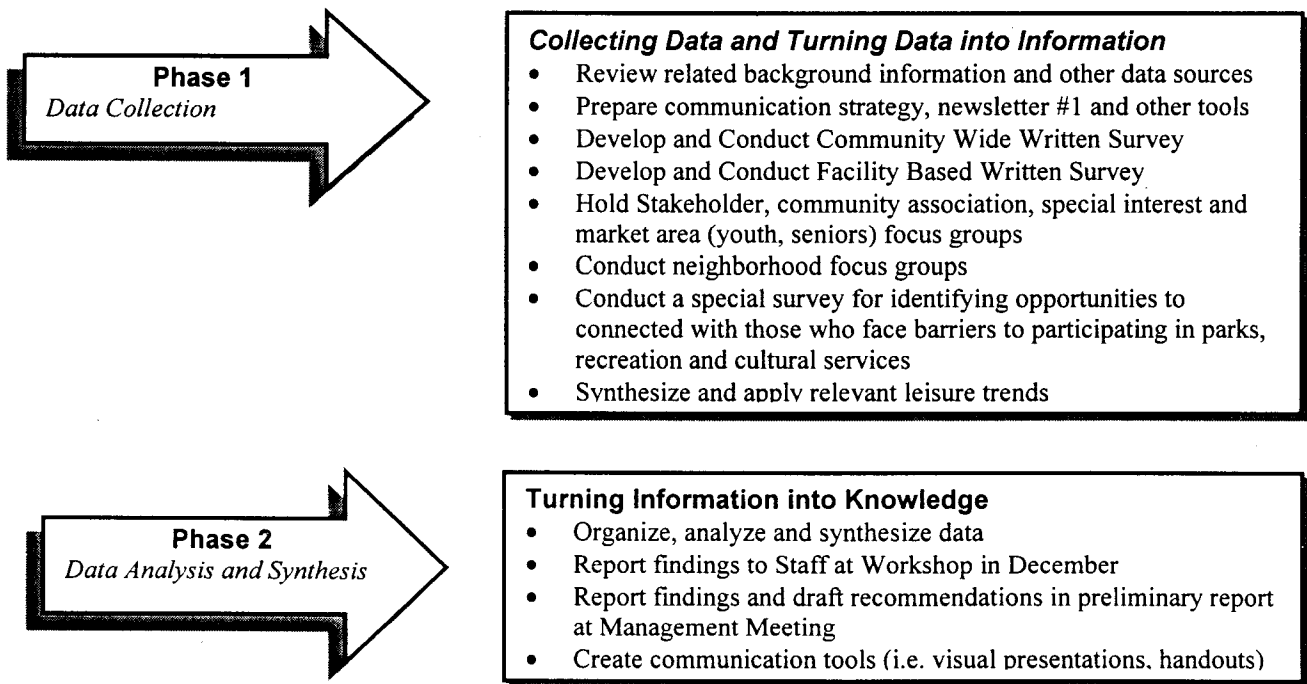 Phase 1
Data Collection
Collecting Data and Turning Data into Information
• Review related background information and other data sources
• Prepare communication strategy, newsletter #1 and other tools
• Develop and Conduct Community Wide Written Survey
• Develop and Conduct Facility Based Written Survey
• Hold Stakeholder, community association, special interest and
market area (youth, seniors) focus groups
• Conduct neighborhood focus groups
• Conduct a special survey for identifying opportunities to
connected with those who face barriers to participating in parks,
recreation and cultural services
• Synthesize and apply relevant leisure trends
Phase 2
Data Analysis and Synthesis
Turning Information into Knowledge
• Organize, analyze and synthesize data
• Report findings to Staff at Workshop in December
• Report findings and draft recommendations in preliminary report
at Management Meeting
• Create communication tools (i.e. visual presentations, handouts)